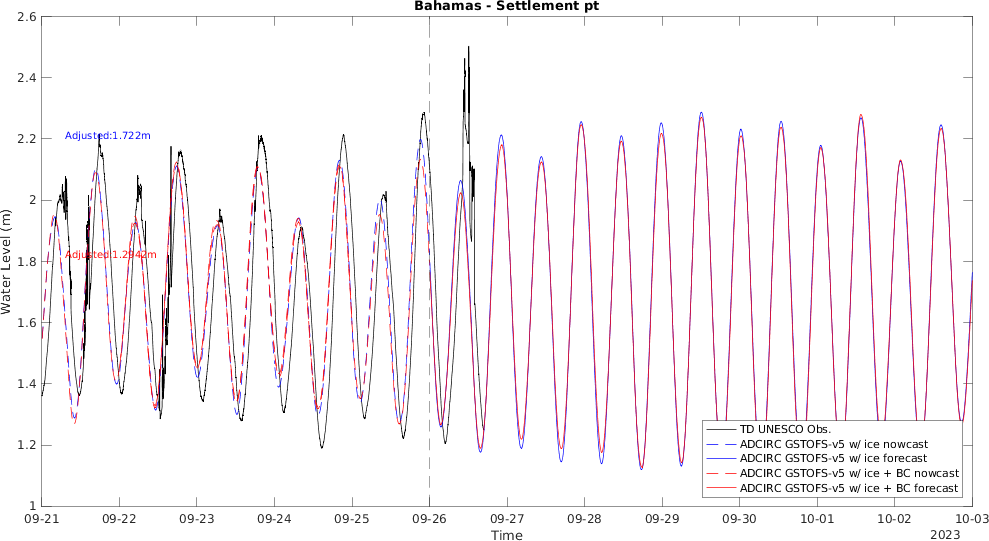 Bahamas - Settlement pt
2.6
2.4
2.2
2
1.8
1.6
1.4
1.2
1
Water Level (m)
Adjusted:1.722m
Adjusted:1.2942m
TD UNESCO Obs.
ADCIRC GSTOFS-v5 w/ ice nowcast
ADCIRC GSTOFS-v5 w/ ice forecast
ADCIRC GSTOFS-v5 w/ ice + BC nowcast
ADCIRC GSTOFS-v5 w/ ice + BC forecast
09-21 09-22 09-23 09-24 09-25 09-26 09-27 09-28 09-29 09-30 10-01 10-02 10-03
Time
2023